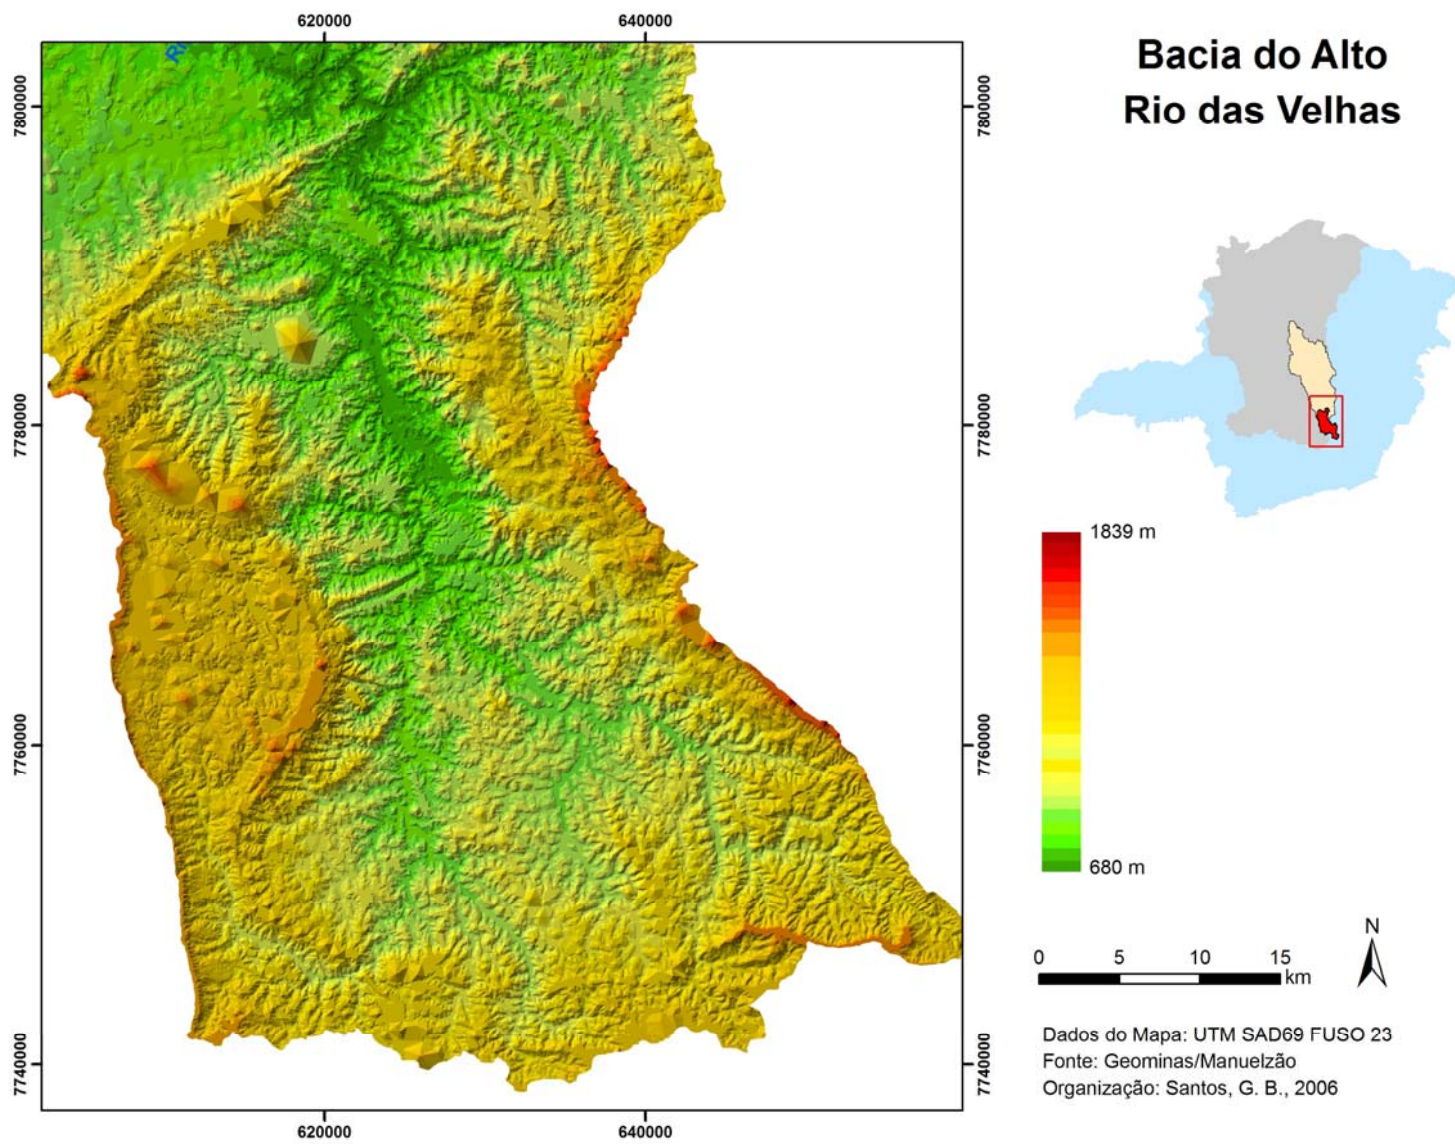 620000
640000
Bacia do Alto
Rio das Velhas
7800000
7800000
7780000
7780000
7760000
7760000
7740000
7740000
620000
640000
1839 m
680 m
N
0
5
10
15
km
Dados do Mapa: UTM SAD69 FUSO 23
Fonte: Geominas/Manuelzão
Organização: Santos, G. B., 2006